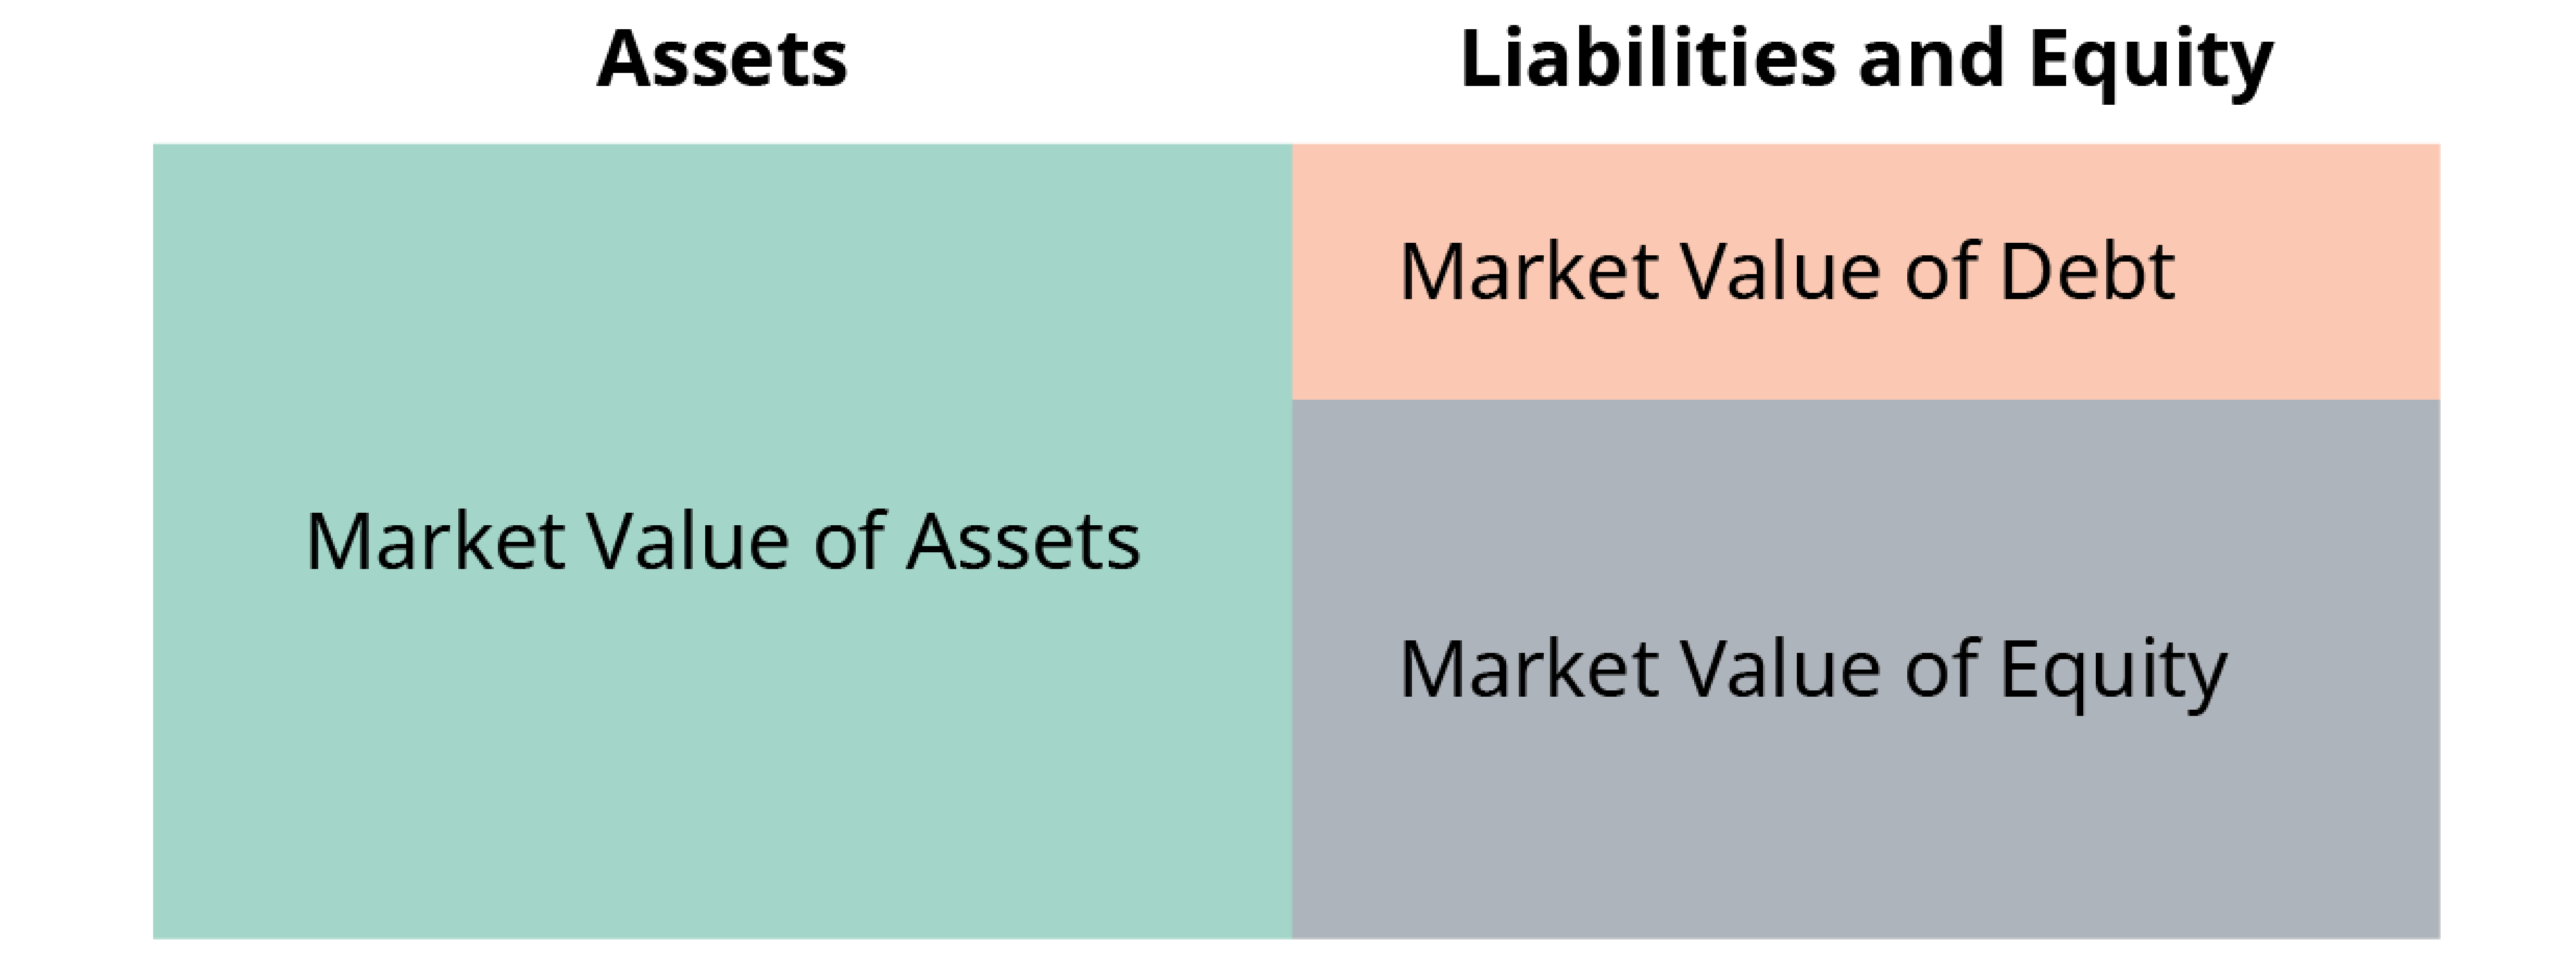 Assets
Liabilities and Equity
Market Value of Assets
Market Value of Debt
Market Value of Equity